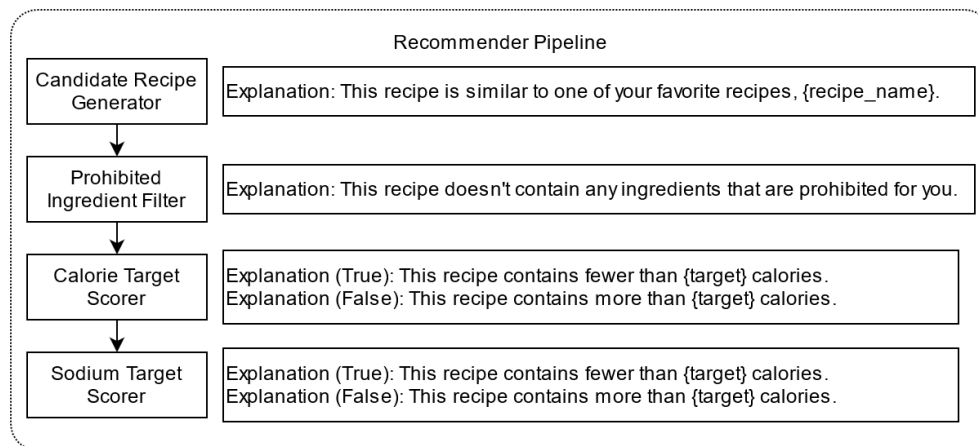 Recommender Pipeline
Candidate Recipe
Generator
Explanation: This recipe is similar to one of your favorite recipes, {recipe_name}.
Prohibited
Ingredient Filter
Explanation: This recipe doesn't contain any ingredients that are prohibited for you.
Calorie Target
Scorer
Explanation (True): This recipe contains fewer than {target} calories.
Explanation (False): This recipe contains more than {target} calories.
Sodium Target
Scorer
Explanation (True): This recipe contains fewer than {target} calories.
Explanation (False): This recipe contains more than {target} calories.